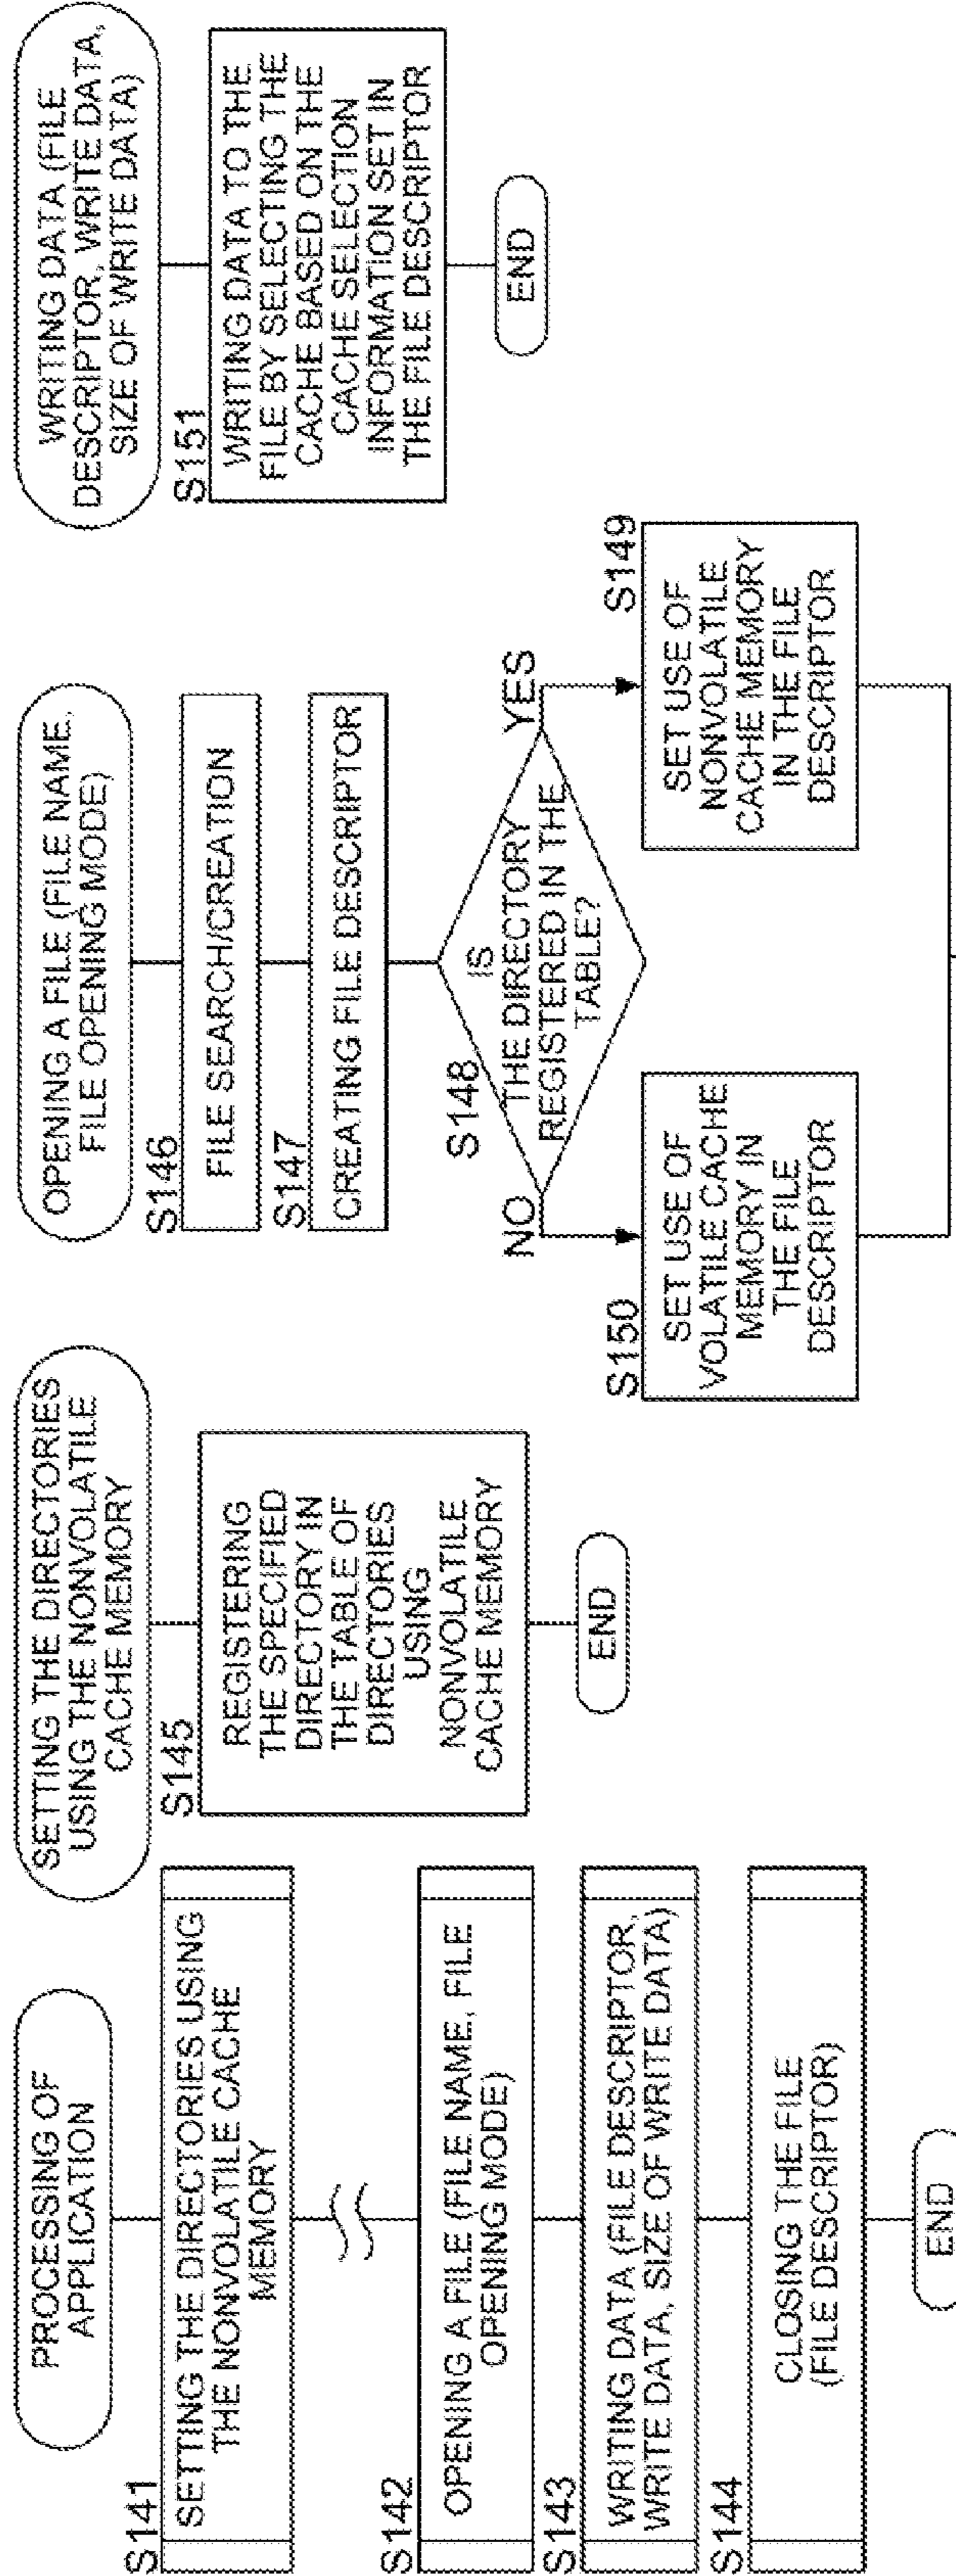 PROCESSING OF
APPLICATION
S141
SETTING THE DIRECTORIES USING
THE NONVOLATILE CACHE
MEMORY
S142
OPENING A FILE (FILE NAME, FILE
OPENING MODE)
S143
WRITING DATA (FILE DESCRIPTOR,
WRITE DATA, SIZE OF WRITE DATA)
S144
CLOSING THE FILE
(FILE DESCRIPTOR)
END
SETTING THE DIRECTORIES
USING THE NONVOLATILE
CACHE MEMORY
S145
REGISTERING
THE SPECIFIED
DIRECTORY IN
THE TABLE OF
DIRECTORIES
USING
NONVOLATILE
CACHE MEMORY
END
OPENING A FILE (FILE NAME,
FILE OPENING MODE)
S146
FILE SEARCH/CREATION
S147
CREATING FILE DESCRIPTOR
S148
IS
THE DIRECTORY
REGISTERED IN THE
TABLE?
NO
YES
S150
SET USE OF
VOLATILE CACHE
MEMORY IN
THE FILE
DESCRIPTOR
S149
SET USE OF
NONVOLATILE
CACHE MEMORY
IN THE FILE
DESCRIPTOR
WRITING DATA (FILE
DESCRIPTOR, WRITE DATA,
SIZE OF WRITE DATA)
S151
WRITING DATA TO THE
FILE BY SELECTING THE
CACHE BASED ON THE
CACHE SELECTION
INFORMATION SET IN
THE FILE DESCRIPTOR
END